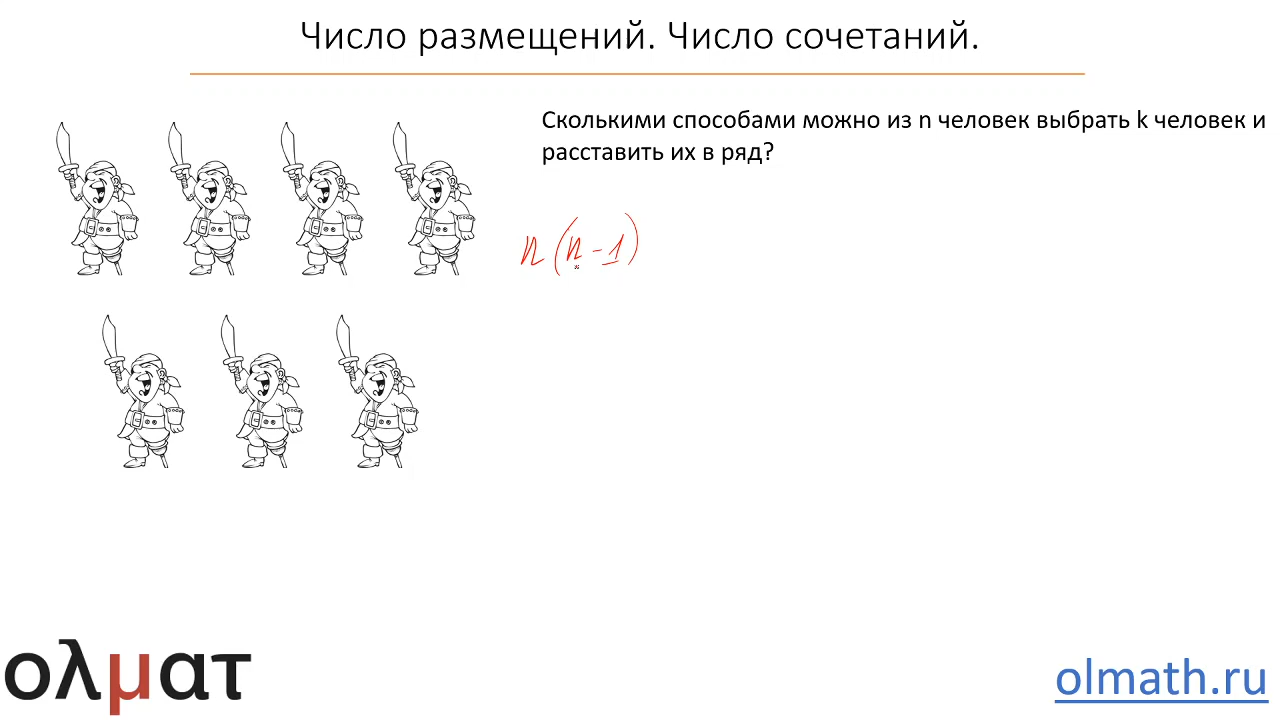 Число размещений. Число сочетаний.
Сколькими способами можно из n человек выбрать k человек и
расставить их в ряд?
n (n - 1)
ολματ
olmath.ru